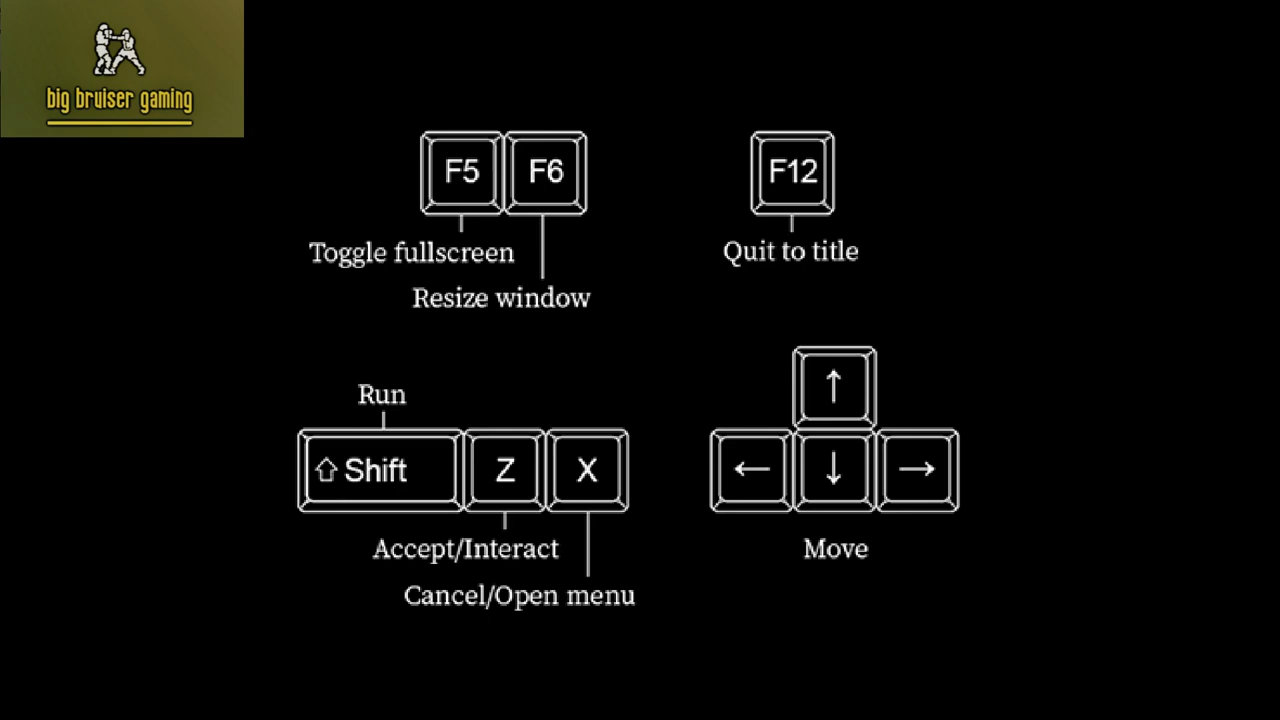 big bruiser gaming
F5 F6 F12
Toggle fullscreen
Quit to title
Resize window
Run
↑
⇧ Shift Z X
← ↓ →
Accept/Interact
Move
Cancel/Open menu